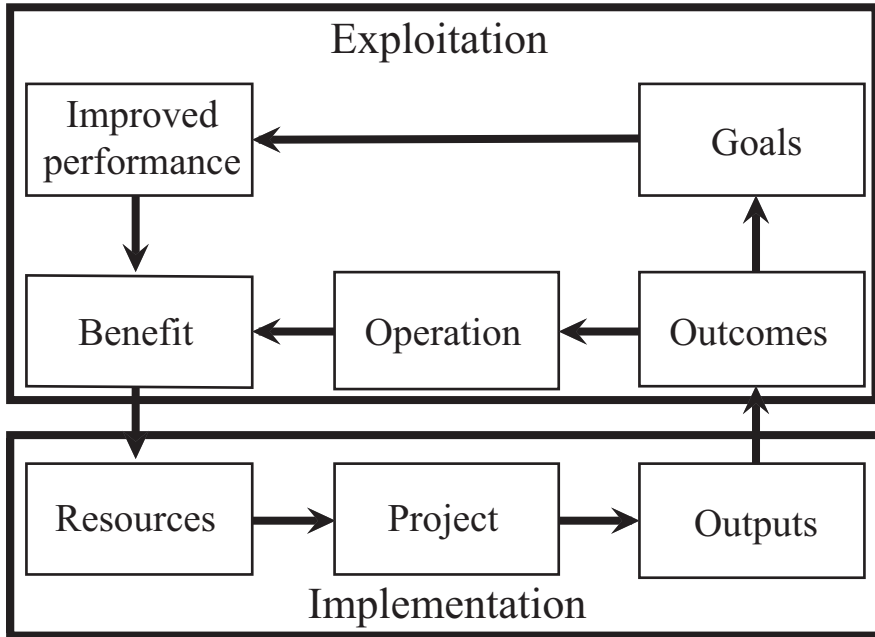 Exploitation
Improved
performance
Goals
Benefit
Operation
Outcomes
Resources
Project
Outputs
Implementation